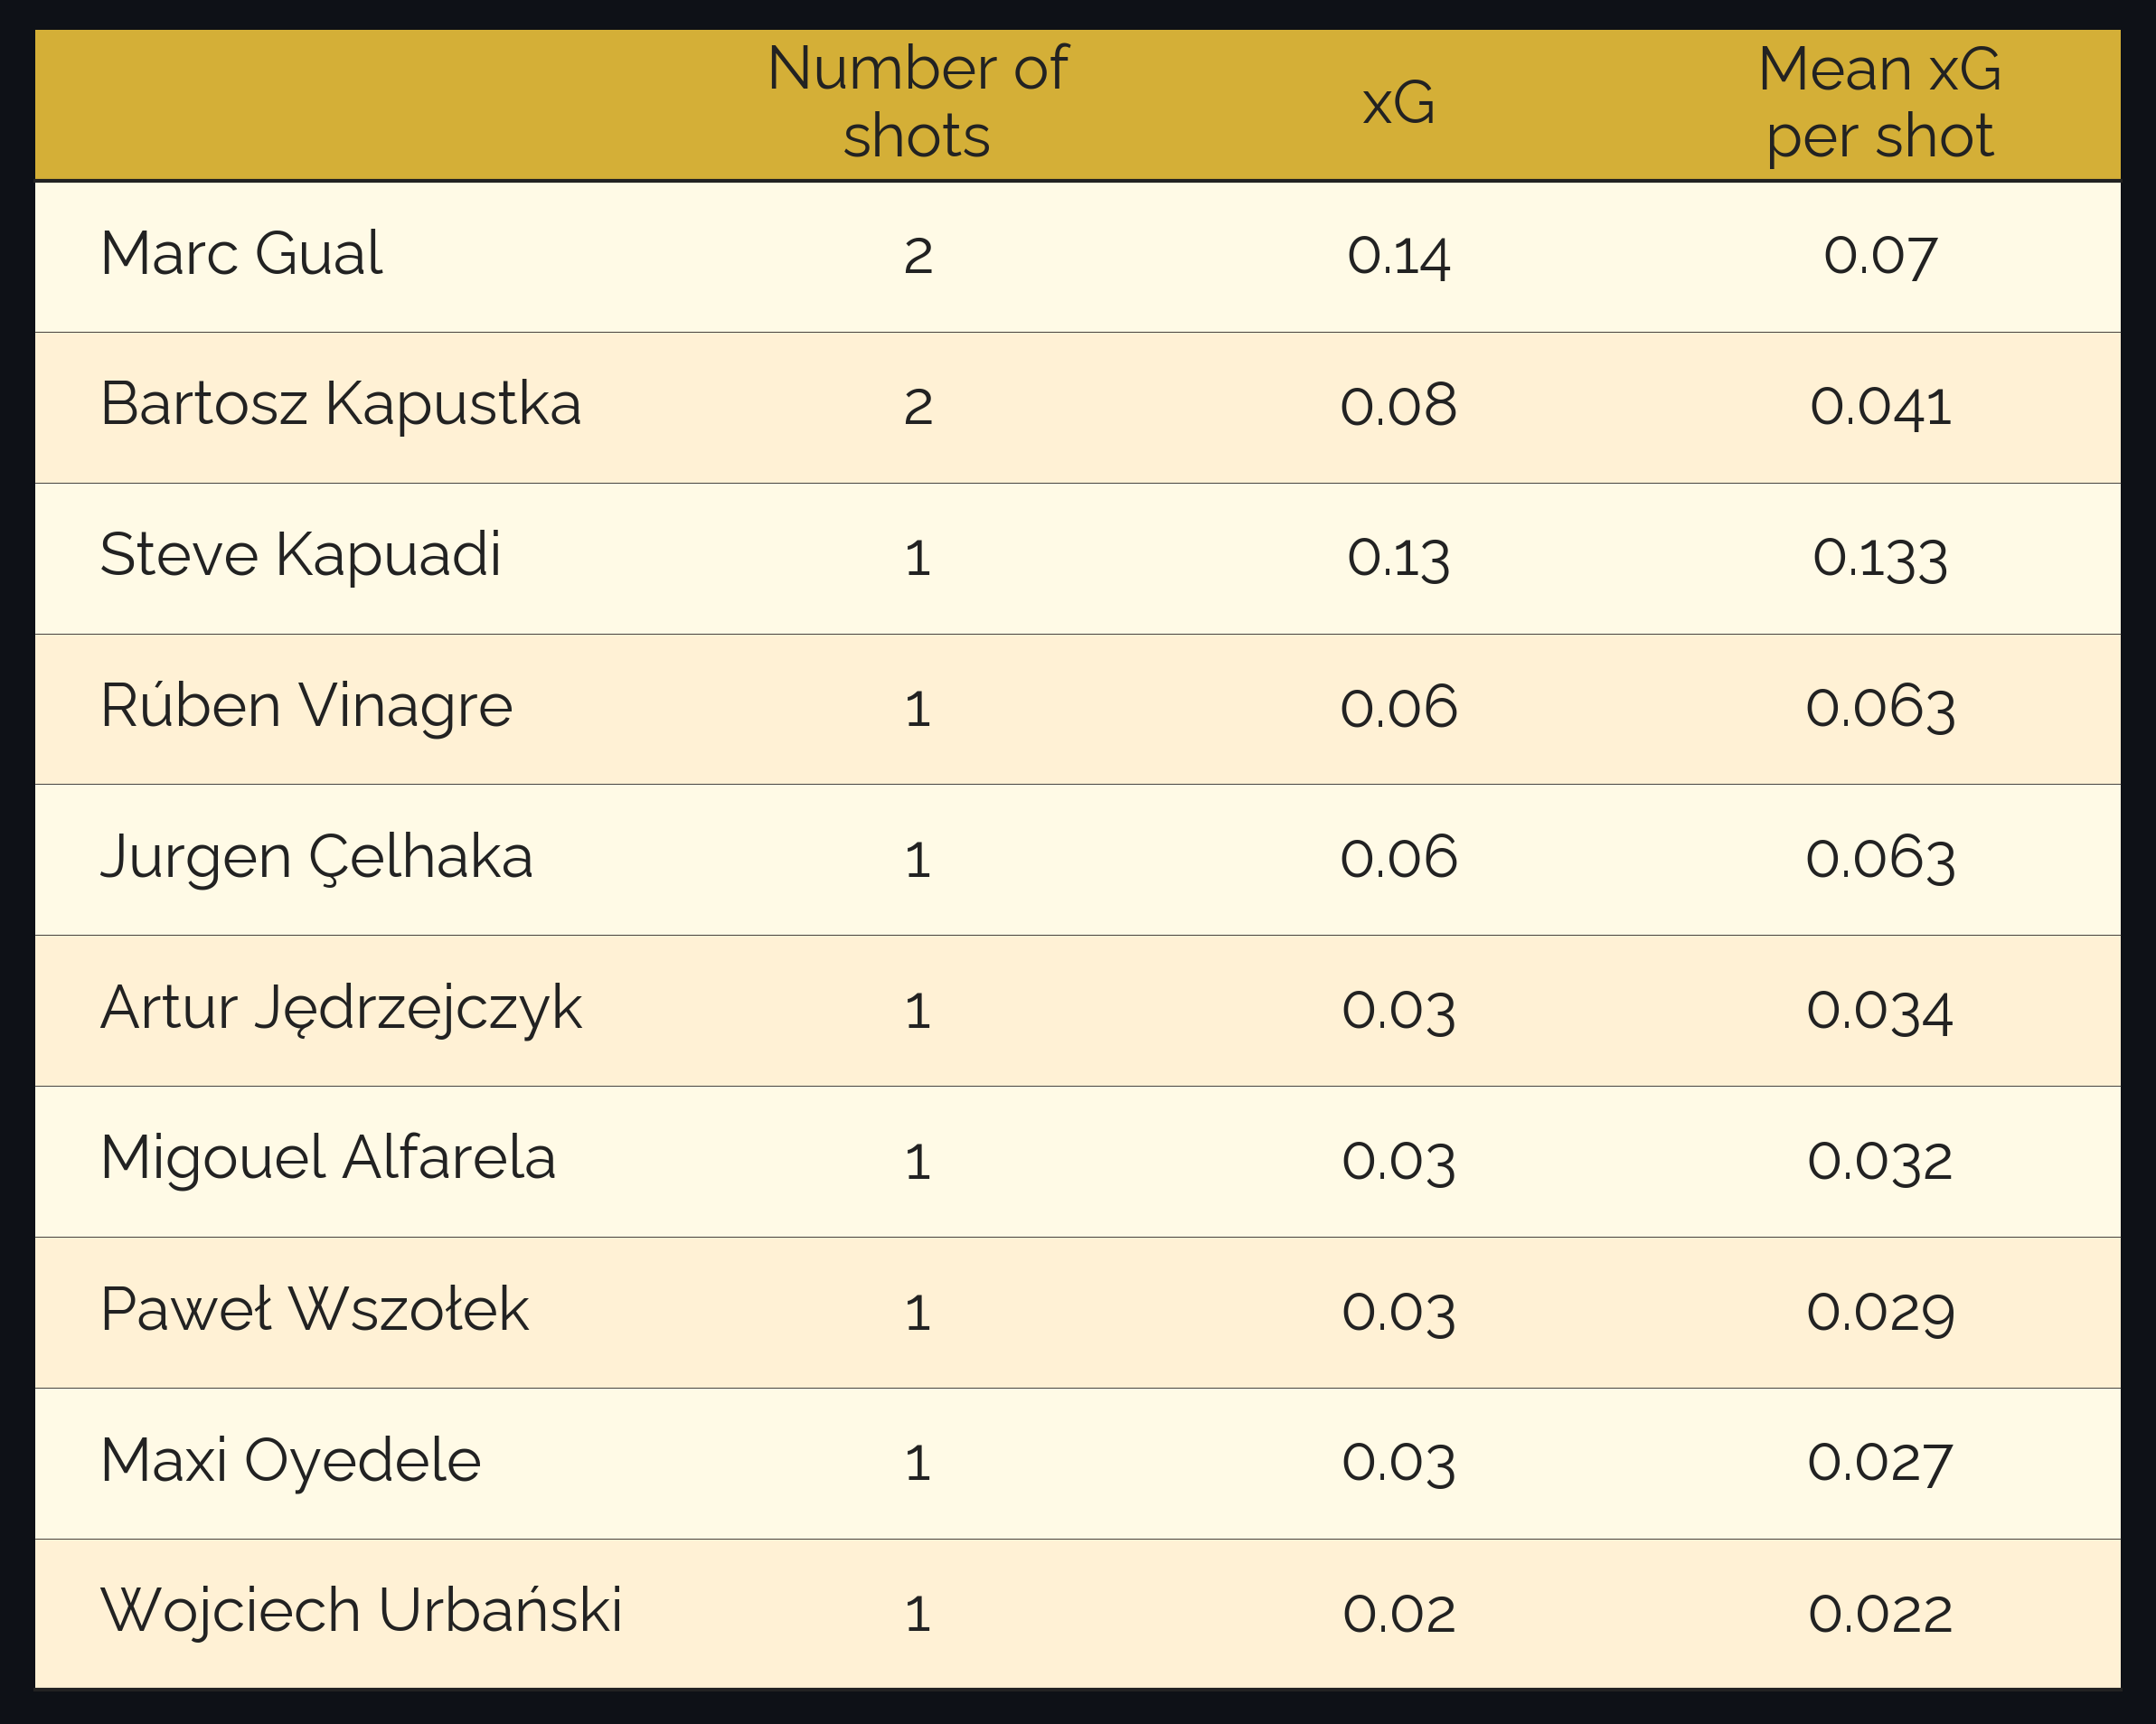 Number of shots xG Mean xG per shot
Marc Gual 2 0.14 0.07
Bartosz Kapustka 2 0.08 0.041
Steve Kapuadi 1 0.13 0.133
Rúben Vinagre 1 0.06 0.063
Jurgen Çelhaka 1 0.06 0.063
Artur Jędrzejczyk 1 0.03 0.034
Migouel Alfarela 1 0.03 0.032
Paweł Wszołek 1 0.03 0.029
Maxi Oyedele 1 0.03 0.027
Wojciech Urbański 1 0.02 0.022